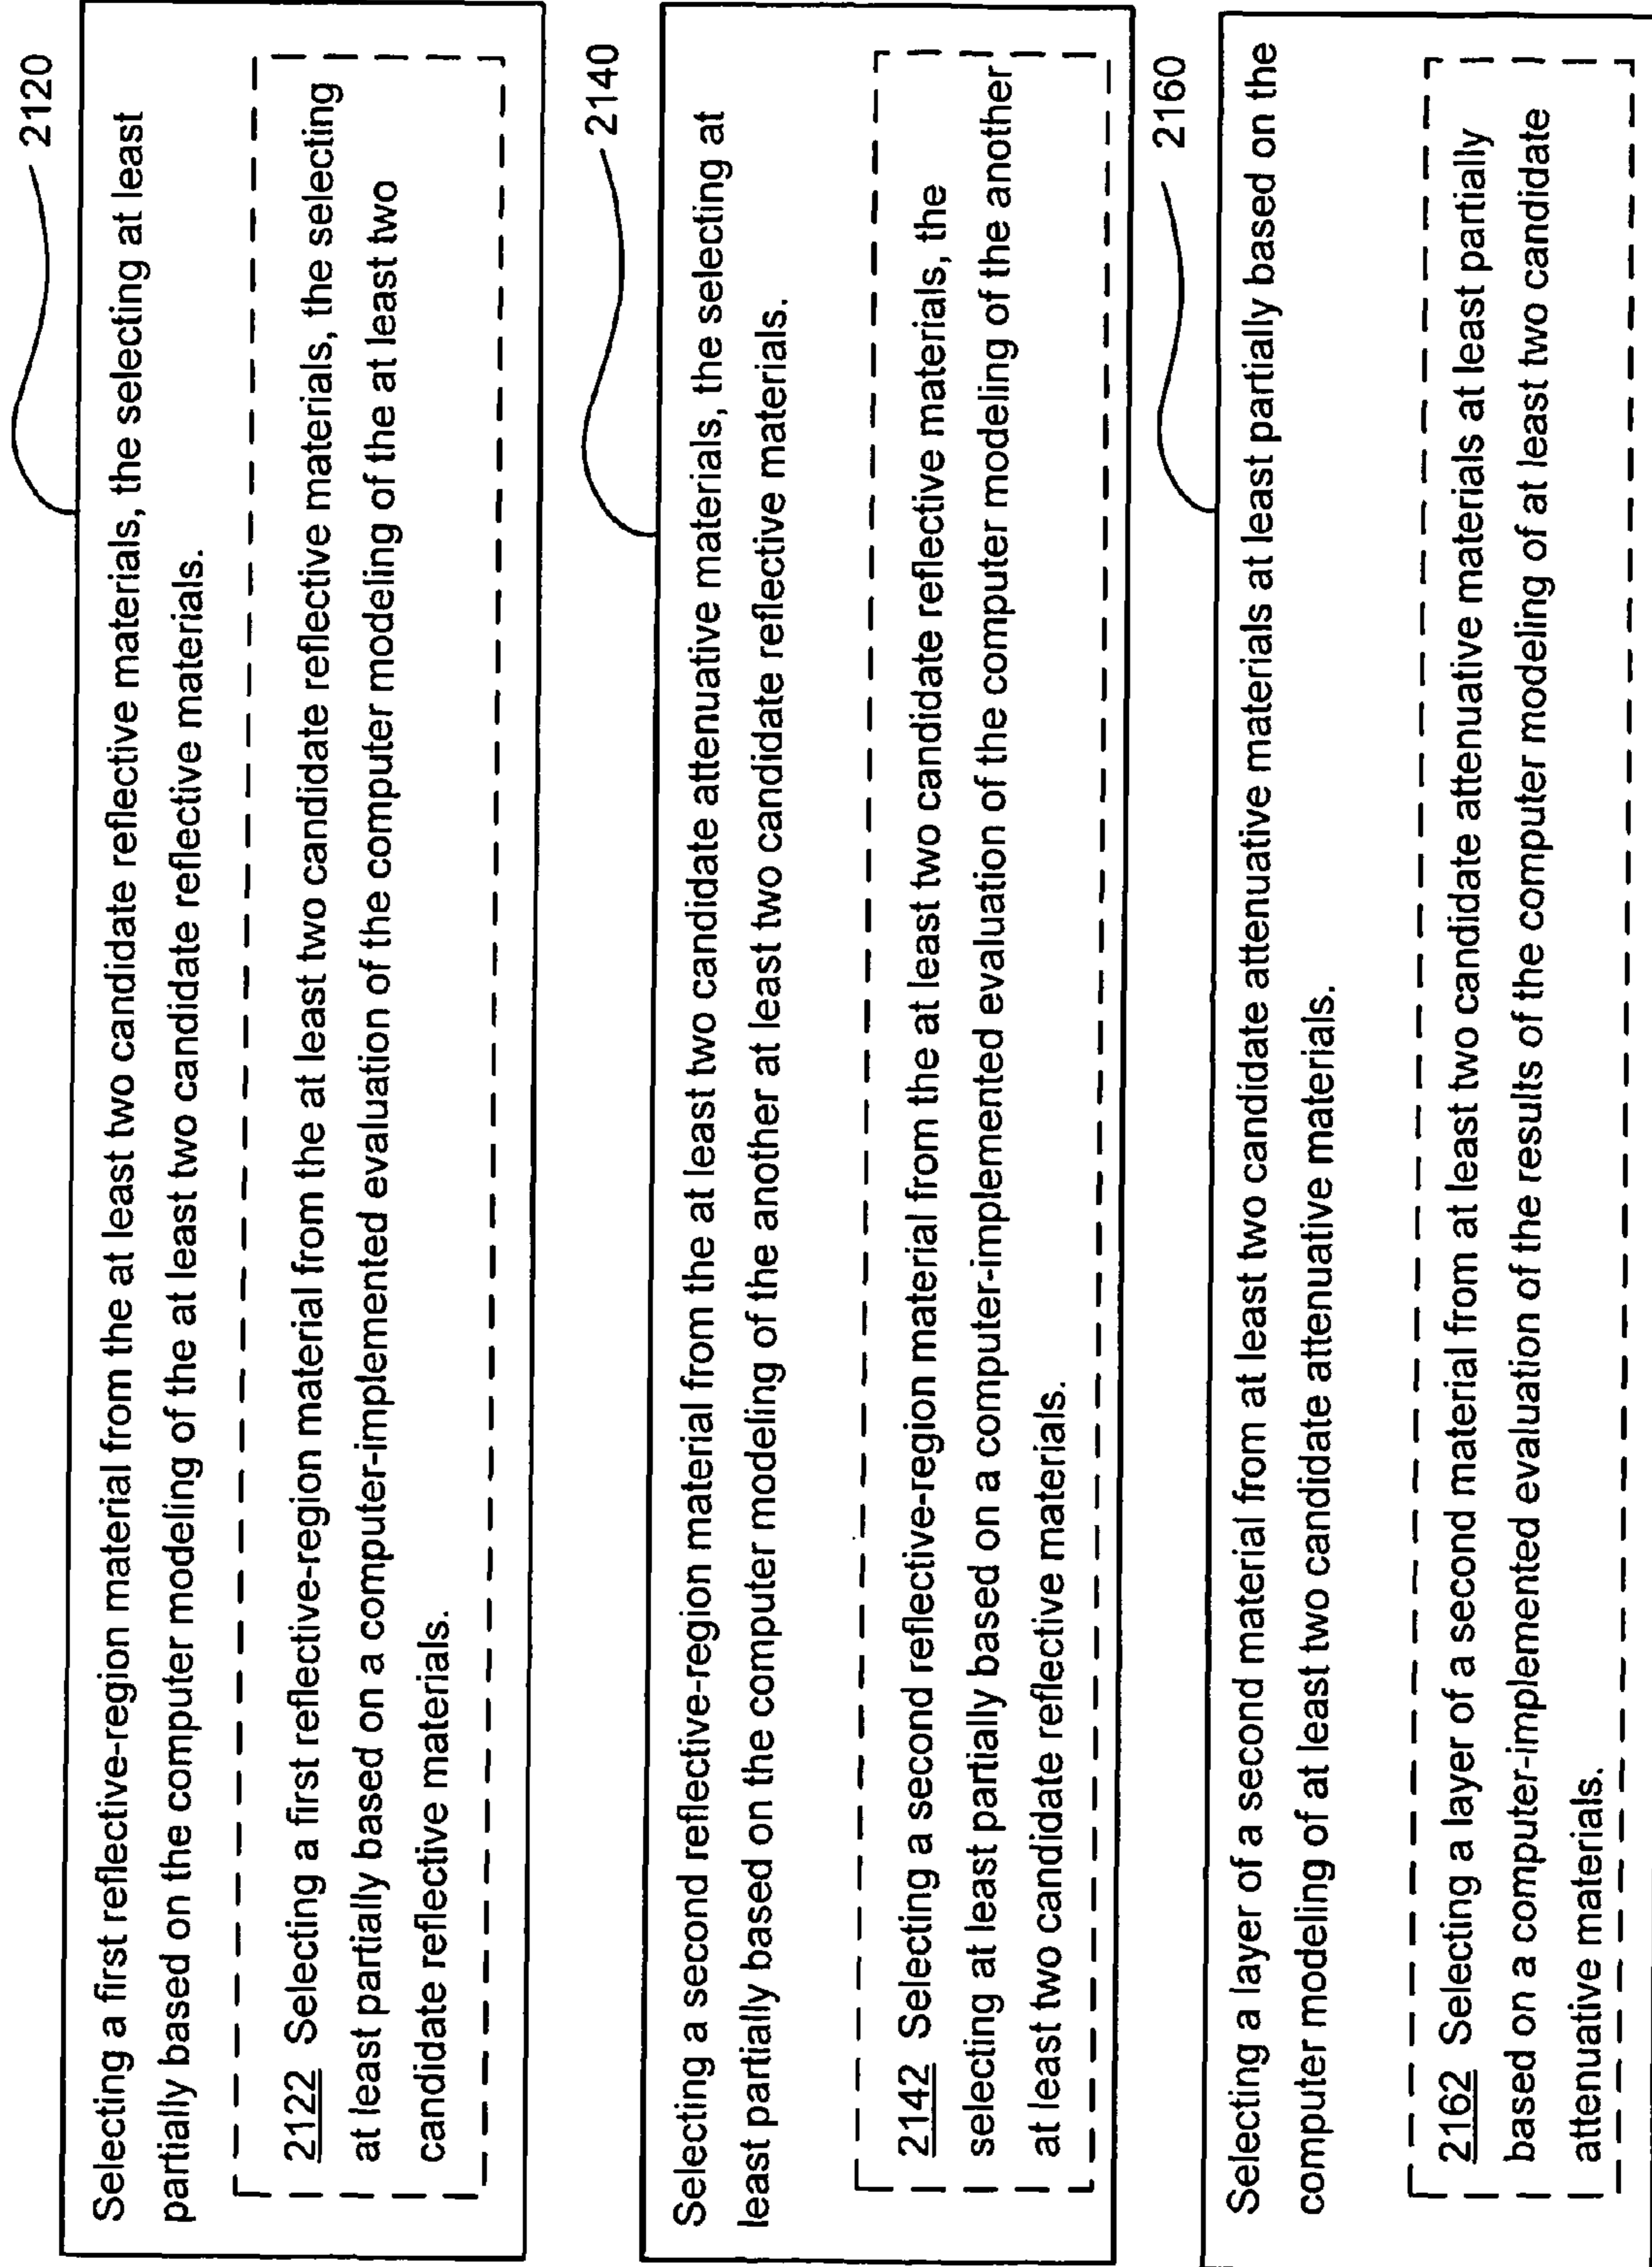 2120
Selecting a first reflective-region material from the at least two candidate reflective materials, the selecting at least
partially based on the computer modeling of the at least two candidate reflective materials.
2122 Selecting a first reflective-region material from the at least two candidate reflective materials, the selecting
at least partially based on a computer-implemented evaluation of the computer modeling of the at least two
candidate reflective materials.
2140
Selecting a second reflective-region material from the at least two candidate attenuative materials, the selecting at
least partially based on the computer modeling of the another at least two candidate reflective materials.
2142 Selecting a second reflective-region material from the at least two candidate reflective materials, the
selecting at least partially based on a computer-implemented evaluation of the computer modeling of the another
at least two candidate reflective materials.
2160
Selecting a layer of a second material from at least two candidate attenuative materials at least partially based on the
computer modeling of at least two candidate attenuative materials.
2162 Selecting a layer of a second material from at least two candidate attenuative materials at least partially
based on a computer-implemented evaluation of the results of the computer modeling of at least two candidate
attenuative materials.